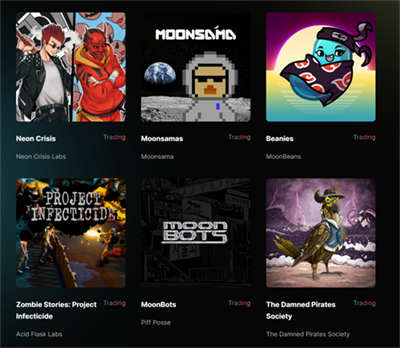 MOONSAMA
Neon Crisis Trading
Moonsamas Trading
Beanies Trading
Neon Crisis Labs
Moonsama
MoonBeans
PROJECT
INFECTICIDE
MOON
BOTS
Zombie Stories: Project
Infecticide
Trading
MoonBots Trading
The Damned Pirates
Society
Trading
Acid Flask Labs
Piff Posse
The Damned Pirates Society